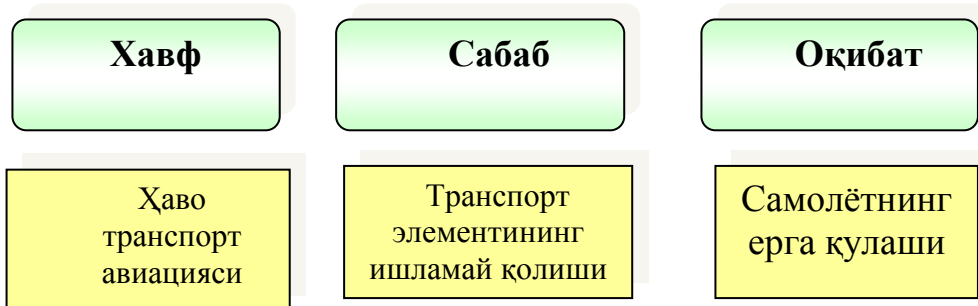 Хавф
Сабаб
Оқибат
Ҳаво
транспорт
авиацияси
Транспорт
элементининг
ишламай қолиши
Самолётнинг
ерга қулаши